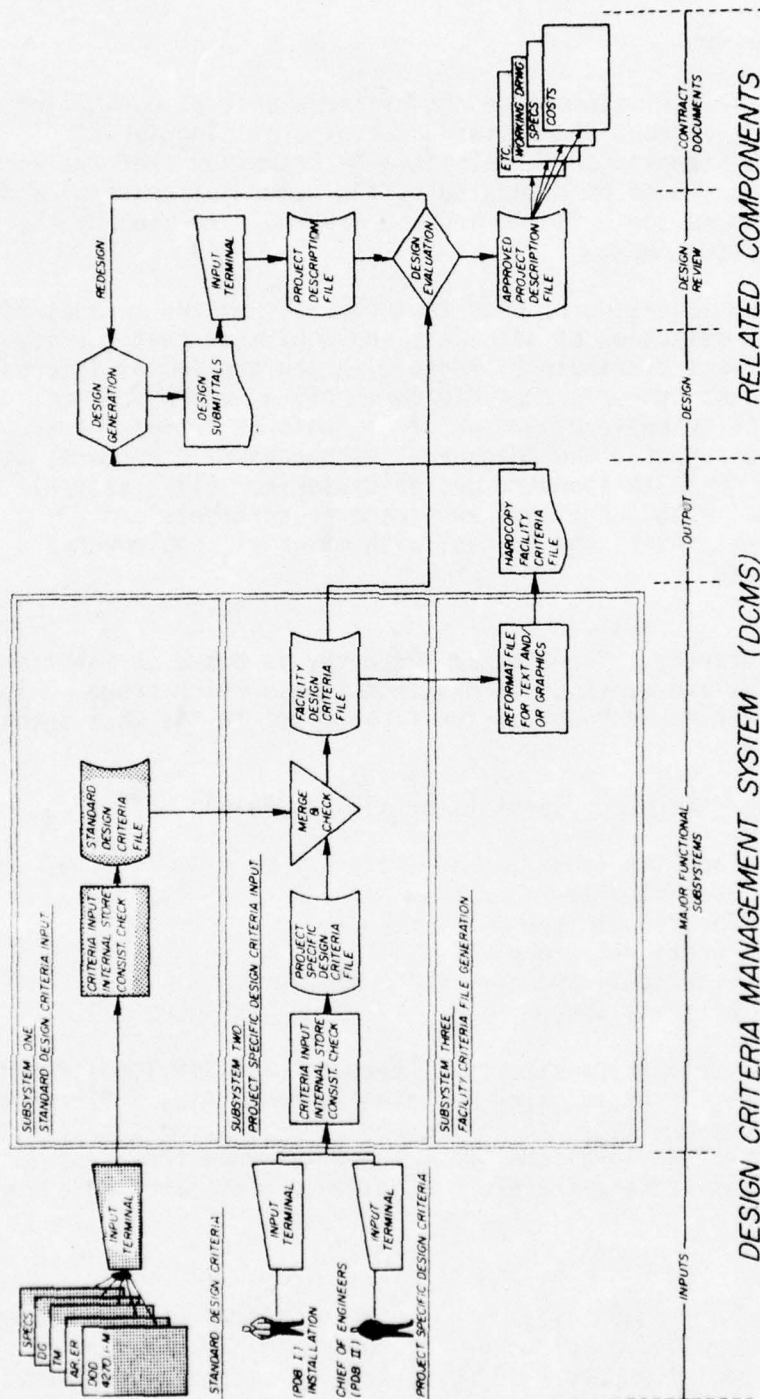 SPECS
DG
TM
AR, ER
DOD
4270.1-M
INPUT
TERMINAL
STANDARD DESIGN CRITERIA
(PDB I)
INSTALLATION
INPUT
TERMINAL
CHIEF OF ENGINEERS
(PDB II)
INPUT
TERMINAL
PROJECT SPECIFIC DESIGN CRITERIA
SUBSYSTEM ONE
STANDARD DESIGN CRITERIA INPUT
CRITERIA INPUT
INTERNAL STORE
CONSIST. CHECK
STANDARD
DESIGN
CRITERIA
FILE
SUBSYSTEM TWO
PROJECT SPECIFIC DESIGN CRITERIA INPUT
CRITERIA INPUT
INTERNAL STORE
CONSIST. CHECK
PROJECT
SPECIFIC
DESIGN
CRITERIA
FILE
MERGE
&
CHECK
FACILITY
DESIGN
CRITERIA
FILE
SUBSYSTEM THREE
FACILITY CRITERIA FILE GENERATION
REFORMAT FILE
FOR TEXT AND/
OR GRAPHICS
HARDCOPY
FACILITY
CRITERIA
FILE
DESIGN
GENERATION
REDESIGN
DESIGN
SUBMITTALS
INPUT
TERMINAL
PROJECT
DESCRIPTION
FILE
DESIGN
EVALUATION
APPROVED
PROJECT
DESCRIPTION
FILE
ETC.
WORKING DRWG
SPECS
COSTS
INPUTS
MAJOR FUNCTIONAL
SUBSYSTEMS
OUTPUT
DESIGN
DESIGN
REVIEW
CONTRACT
DOCUMENTS
DESIGN CRITERIA MANAGEMENT SYSTEM (DCMS)
RELATED COMPONENTS